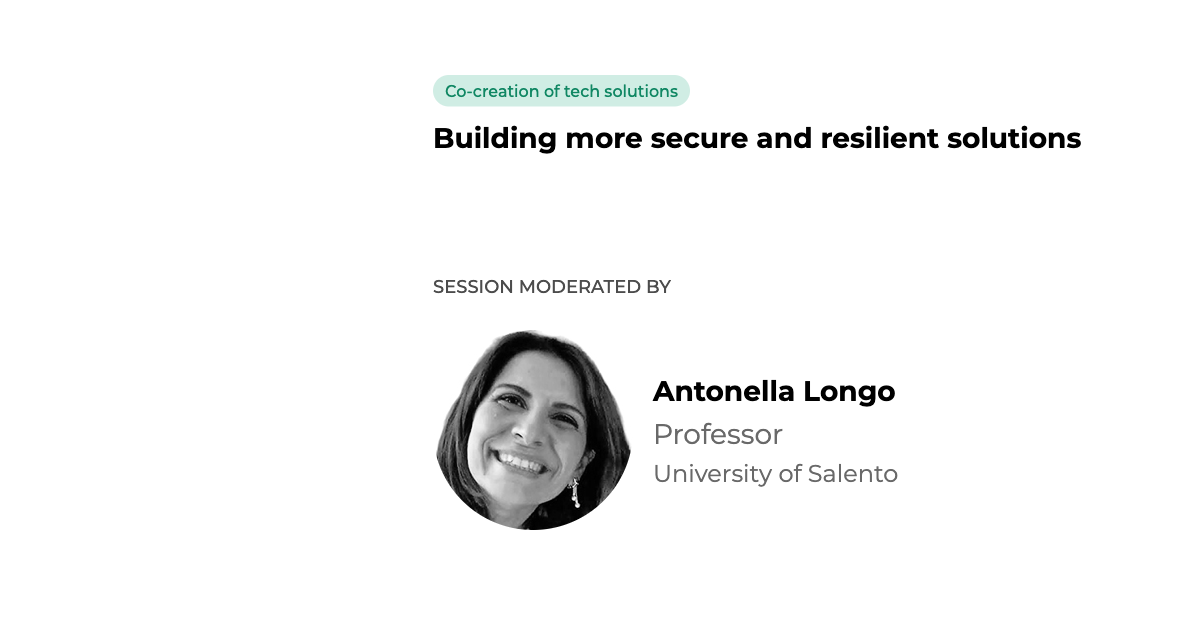 Co-creation of tech solutions
Building more secure and resilient solutions
SESSION MODERATED BY
Antonella Longo
Professor
University of Salento